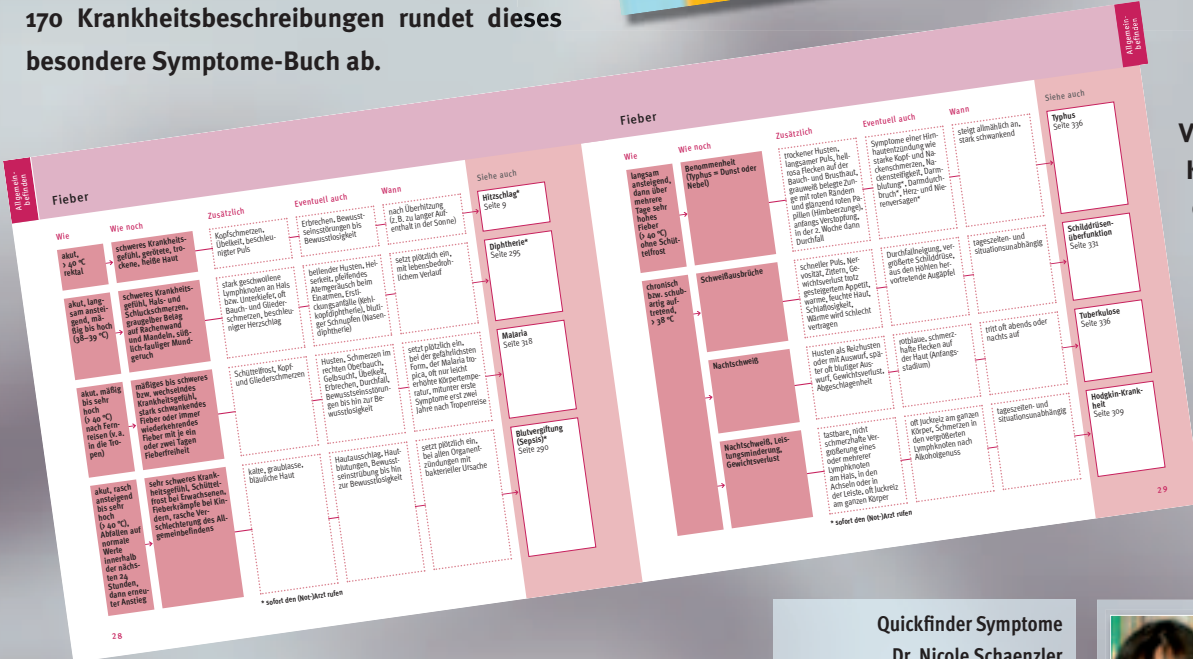 170 Krankheitsbeschreibungen rundet dieses
besondere Symptome-Buch ab.
Allgemein-
befinden
Fieber
Wie
Wie noch
Zusätzlich
Eventuell auch
Wann
Siehe auch
akut,
> 40 °C
rektal
schweres Krankheits-
gefühl, gerötete, tro-
ckene, heiße Haut
Kopfschmerzen,
Übelkeit, beschleu-
nigter Puls
Erbrechen, Bewusst-
seinsstörungen bis
Bewusstlosigkeit
nach Überhitzung
(z. B. zu langer Auf-
enthalt in der Sonne)
Hitzschlag*
Seite 9
akut, lang-
sam anstei-
gend, mä-
ßig bis hoch
(38–39 °C)
schweres Krankheits-
gefühl, Hals- und
Schluckschmerzen,
graugelber Belag
auf Rachenwand
und Mandeln, süß-
lich-fauliger Mund-
geruch
stark geschwollene
Lymphknoten an Hals
bzw. Unterkiefer, oft
Bauch- und Glieder-
schmerzen, beschleu-
nigter Herzschlag
bellender Husten, Hei-
serkeit, pfeifendes
Atemgeräusch beim
Einatmen, Ersti-
ckungsanfälle (Kehl-
kopfdiphtherie), bluti-
ger Schnupfen (Nasen-
diphtherie)
setzt plötzlich ein,
mit lebensbedroh-
lichem Verlauf
Diphtherie*
Seite 295
akut, mäßig
bis sehr
hoch
(> 40 °C)
nach Fern-
reisen (v. a.
in die Tro-
pen)
mäßiges bis schweres
bzw. wechselndes
Krankheitsgefühl,
stark schwankendes
Fieber oder immer
wiederkehrendes
Fieber mit je ein
oder zwei Tagen
Fieberfreiheit
Schüttelfrost, Kopf-
und Gliederschmerzen
Husten, Schmerzen im
rechten Oberbauch,
Gelbsucht, Übelkeit,
Erbrechen, Durchfall,
Bewusstseinsstörun-
gen bis hin zur Be-
wusstlosigkeit
setzt plötzlich ein,
bei der gefährlichsten
Form, der Malaria tro-
pica, oft nur leicht
erhöhte Körpertempe-
ratur, mitunter erste
Symptome erst zwei
Jahre nach Tropenreise
Malaria
Seite 318
akut, rasch
ansteigend
bis sehr
hoch
(> 40 °C),
Abfallen auf
normale
Werte
innerhalb
der nächs-
ten 24
Stunden,
dann erneu-
ter Anstieg
sehr schweres Krank-
heitsgefühl, Schüttel-
frost bei Erwachsenen,
Fieberkrämpfe bei Kin-
dern, rasche Ver-
schlechterung des All-
gemeinbefindens
kalte, graublasse,
bläuliche Haut
Hautausschlag, Haut-
blutungen, Bewusst-
seinstrübung bis hin
zur Bewusstlosigkeit
setzt plötzlich ein,
bei allen Organent-
zündungen mit
bakterieller Ursache
Blutvergiftung
(Sepsis)*
Seite 290
* sofort den (Not-)Arzt rufen
28
Allgemein-
befinden
Fieber
Wie
Wie noch
Zusätzlich
Eventuell auch
Wann
Siehe auch
langsam
ansteigend,
dann über
mehrere
Tage sehr
hohes
Fieber
(> 40 °C)
ohne Schüt-
telfrost
Benommenheit
(Typhus = Dunst oder
Nebel)
trockener Husten,
langsamer Puls, hell-
rosa Flecken auf der
Bauch- und Brusthaut,
grauweiß belegte Zun-
ge mit roten Rändern
und glänzend roten Pa-
pillen (Himbeerzunge),
anfangs Verstopfung,
in der 2. Woche dann
Durchfall
Symptome einer Hirn-
hautentzündung wie
starke Kopf- und Na-
ckenschmerzen, Na-
ckensteifigkeit, Darm-
blutung*, Darmdurch-
bruch*, Herz- und Nie-
renversagen*
steigt allmählich an,
stark schwankend
Typhus
Seite 336
chronisch
bzw. schub-
artig auf-
tretend,
> 38 °C
Schweißausbrüche
schneller Puls, Ner-
vosität, Zittern, Ge-
wichtsverlust trotz
gesteigertem Appetit,
warme, feuchte Haut,
Schlaflosigkeit,
Wärme wird schlecht
vertragen
Durchfallneigung, ver-
größerte Schilddrüse,
aus den Höhlen her-
vortretende Augäpfel
tageszeiten- und
situationsunabhängig
Schilddrüsen-
überfunktion
Seite 331
Nachtschweiß
Husten als Reizhusten
oder mit Auswurf, spä-
ter oft blutiger Aus-
wurf, Gewichtsverlust,
Abgeschlagenheit
rotblaue, schmerz-
hafte Flecken auf
der Haut (Anfangs-
stadium)
tritt oft abends oder
nachts auf
Tuberkulose
Seite 336
Nachtschweiß, Leis-
tungsminderung,
Gewichtsverlust
tastbare, nicht
schmerzhafte Ver-
größerung eines
oder mehrerer
Lymphknoten
am Hals, in den
Achseln oder in
der Leiste, oft Juckreiz
am ganzen Körper
oft Juckreiz am ganzen
Körper, Schmerzen in
den vergrößerten
Lymphknoten nach
Alkoholgenuss
tageszeiten- und
situationsunabhängig
Hodgkin-Krank-
heit
Seite 309
* sofort den (Not-)Arzt rufen
29
Quickfinder Symptome
Dr. Nicole Schaenzler